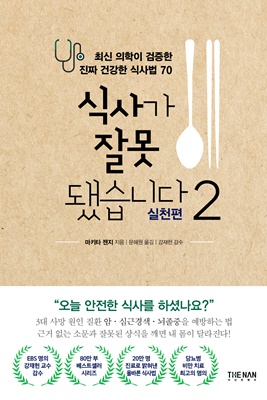 최신 의학이 검증한
진짜 건강한 식사법 70
식사가
잘못
됐습니다 2
실천편
마키타 젠지 지음 | 문혜원 옮김 | 강재헌 감수
“오늘 안전한 식사를 하셨나요?”
3대 사망 원인 질환 암·심근경색·뇌졸중을 예방하는 법
근거 없는 소문과 잘못된 상식을 깨면 내 몸이 달라진다!
EBS 명의
강재헌 교수
감수
80만 부
베스트셀러
시리즈
20만 명
진료로 밝혀낸
올바른 식사법
당뇨병
비만 치료
최고의 명의
THE NAN